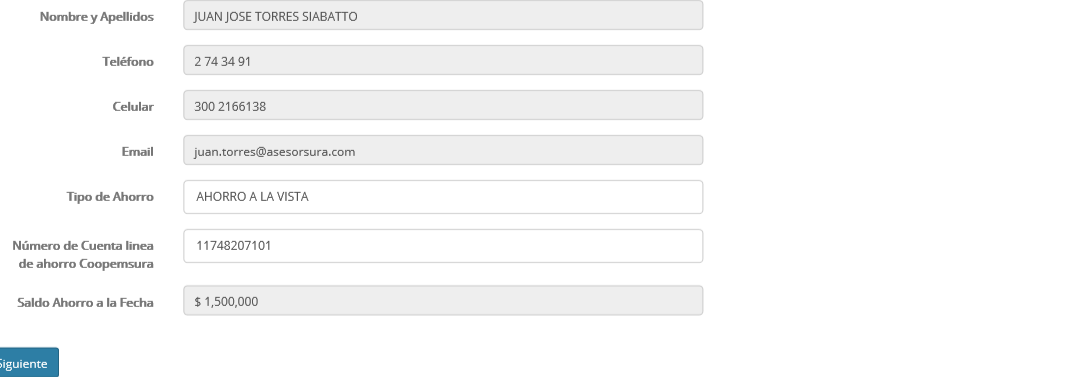 Nombre y Apellidos JUAN JOSE TORRES SIABATTO
Teléfono 2 74 34 91
Celular 300 2166138
Email juan.torres@asesorsura.com
Tipo de Ahorro AHORRO A LA VISTA
Número de Cuenta linea 11748207101
de ahorro Coopemsura
Saldo Ahorro a la Fecha $ 1,500,000
Siguiente